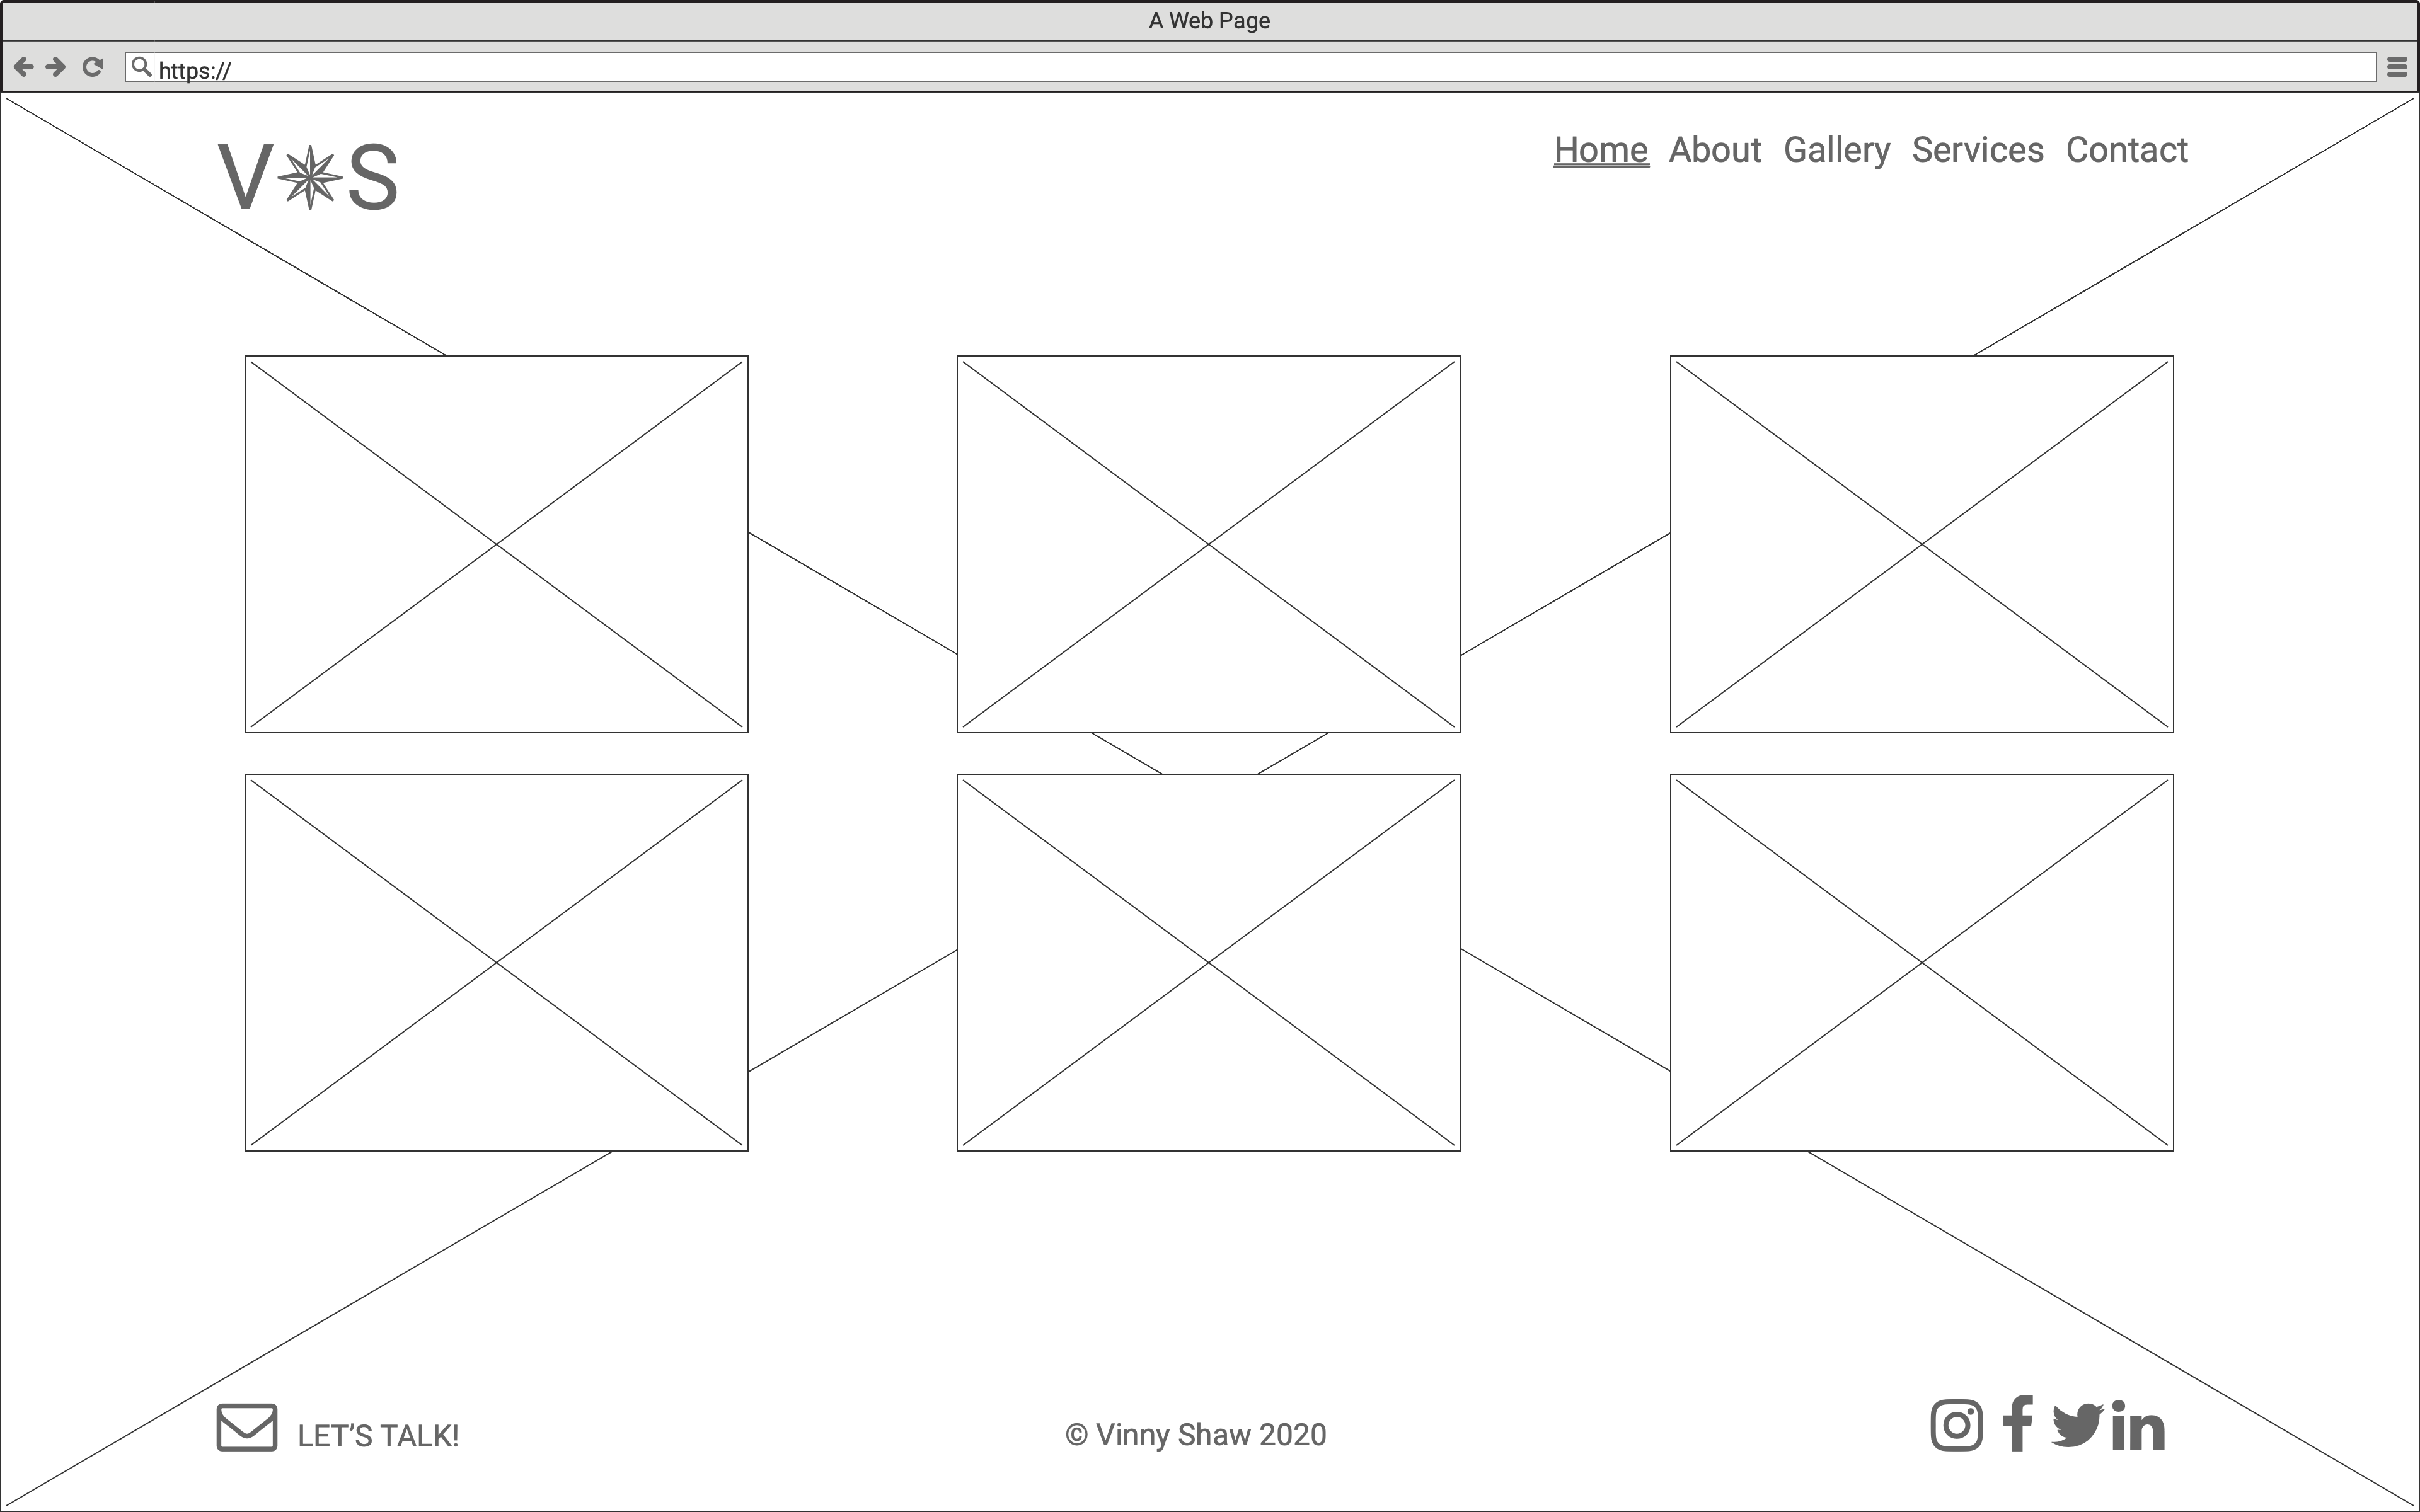 A Web Page
https://
V S
Home About Gallery Services Contact
LET'S TALK!
© Vinny Shaw 2020